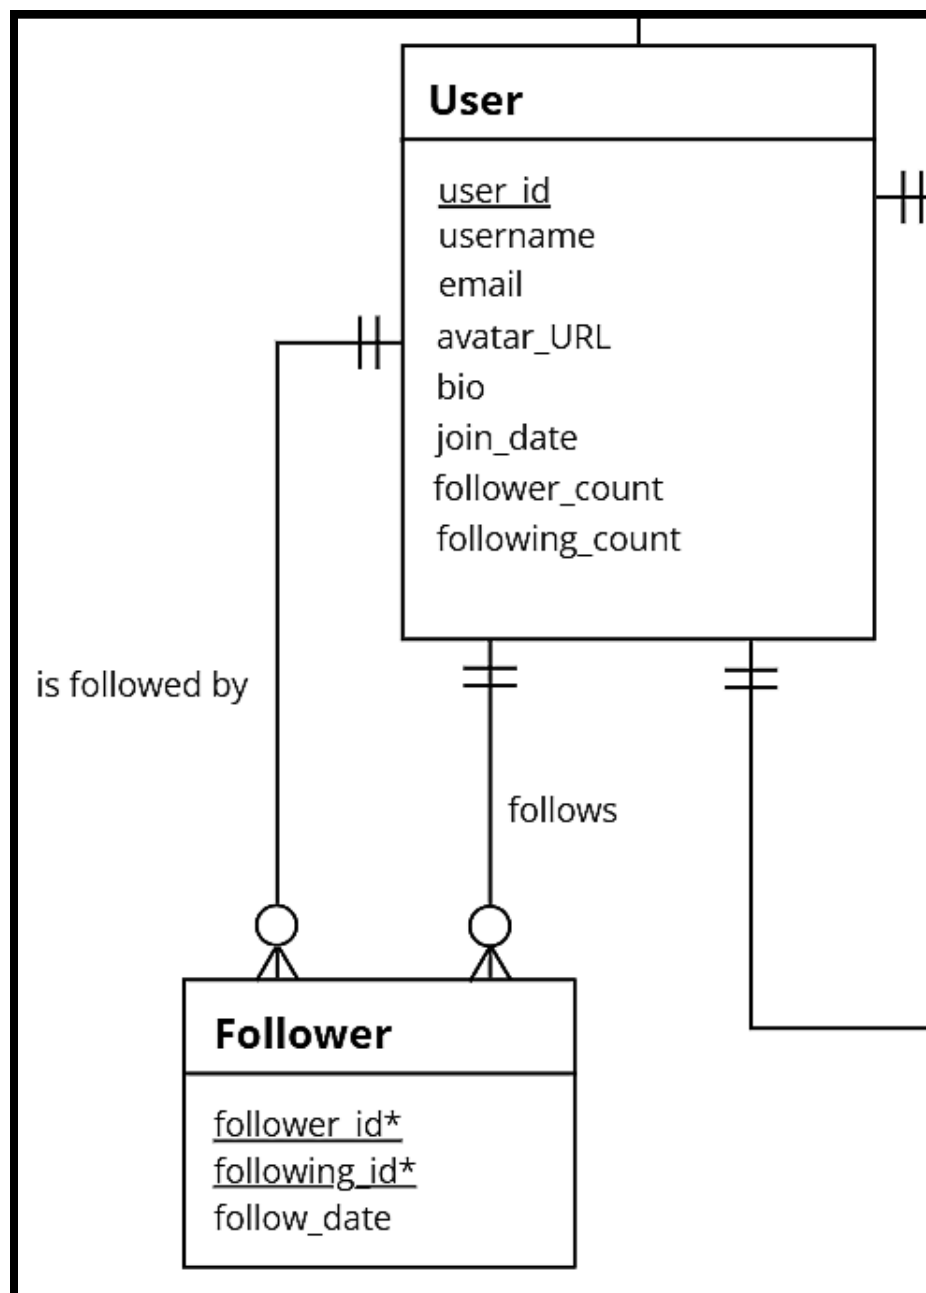 User
user_id
username
email
avatar_URL
bio
join_date
follower_count
following_count
is followed by
follows
Follower
follower_id*
following_id*
follow_date